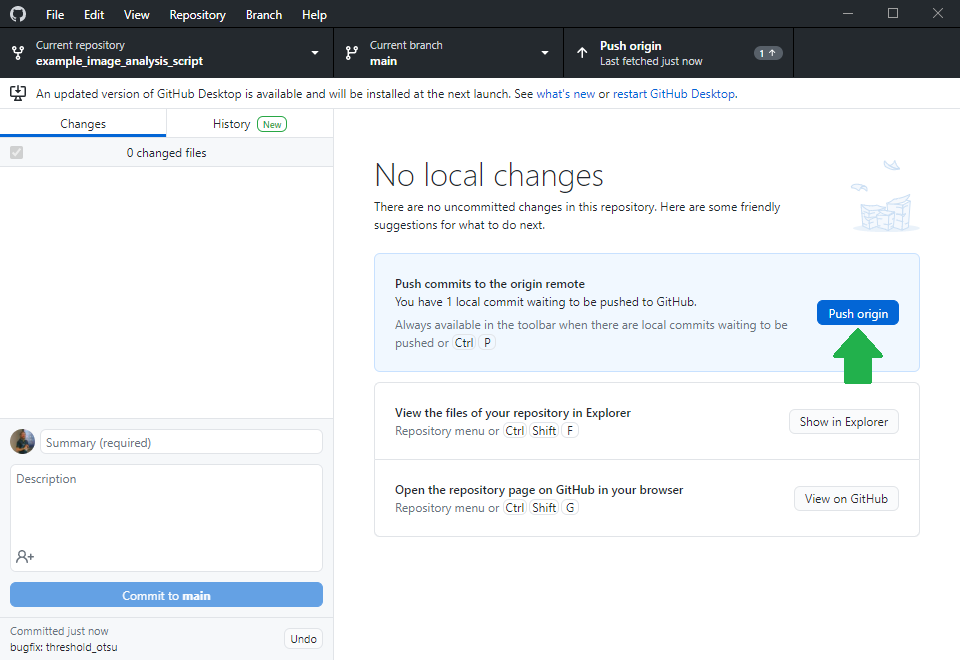 File Edit View Repository Branch Help
Current repository
example_image_analysis_script
Current branch
main
Push origin
Last fetched just now
1
An updated version of GitHub Desktop is available and will be installed at the next launch. See what's new or restart GitHub Desktop.
Changes
History New
0 changed files
No local changes
There are no uncommitted changes in this repository. Here are some friendly
suggestions for what to do next.
Push commits to the origin remote
You have 1 local commit waiting to be pushed to GitHub.
Always available in the toolbar when there are local commits waiting to be
pushed or Ctrl P
Push origin
View the files of your repository in Explorer
Repository menu or Ctrl Shift F
Show in Explorer
Open the repository page on GitHub in your browser
Repository menu or Ctrl Shift G
View on GitHub
Summary (required)
Description
Commit to main
Committed just now
bugfix: threshold_otsu
Undo